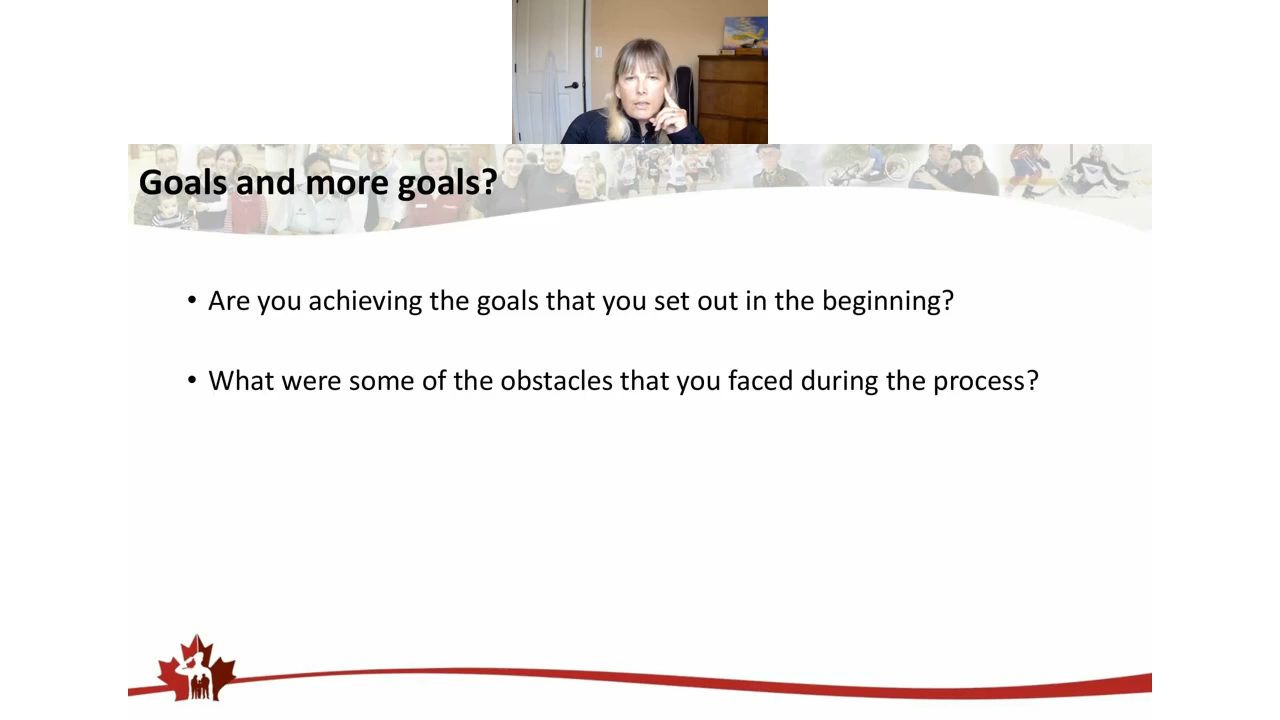 Goals and more goals?
• Are you achieving the goals that you set out in the beginning?
• What were some of the obstacles that you faced during the process?